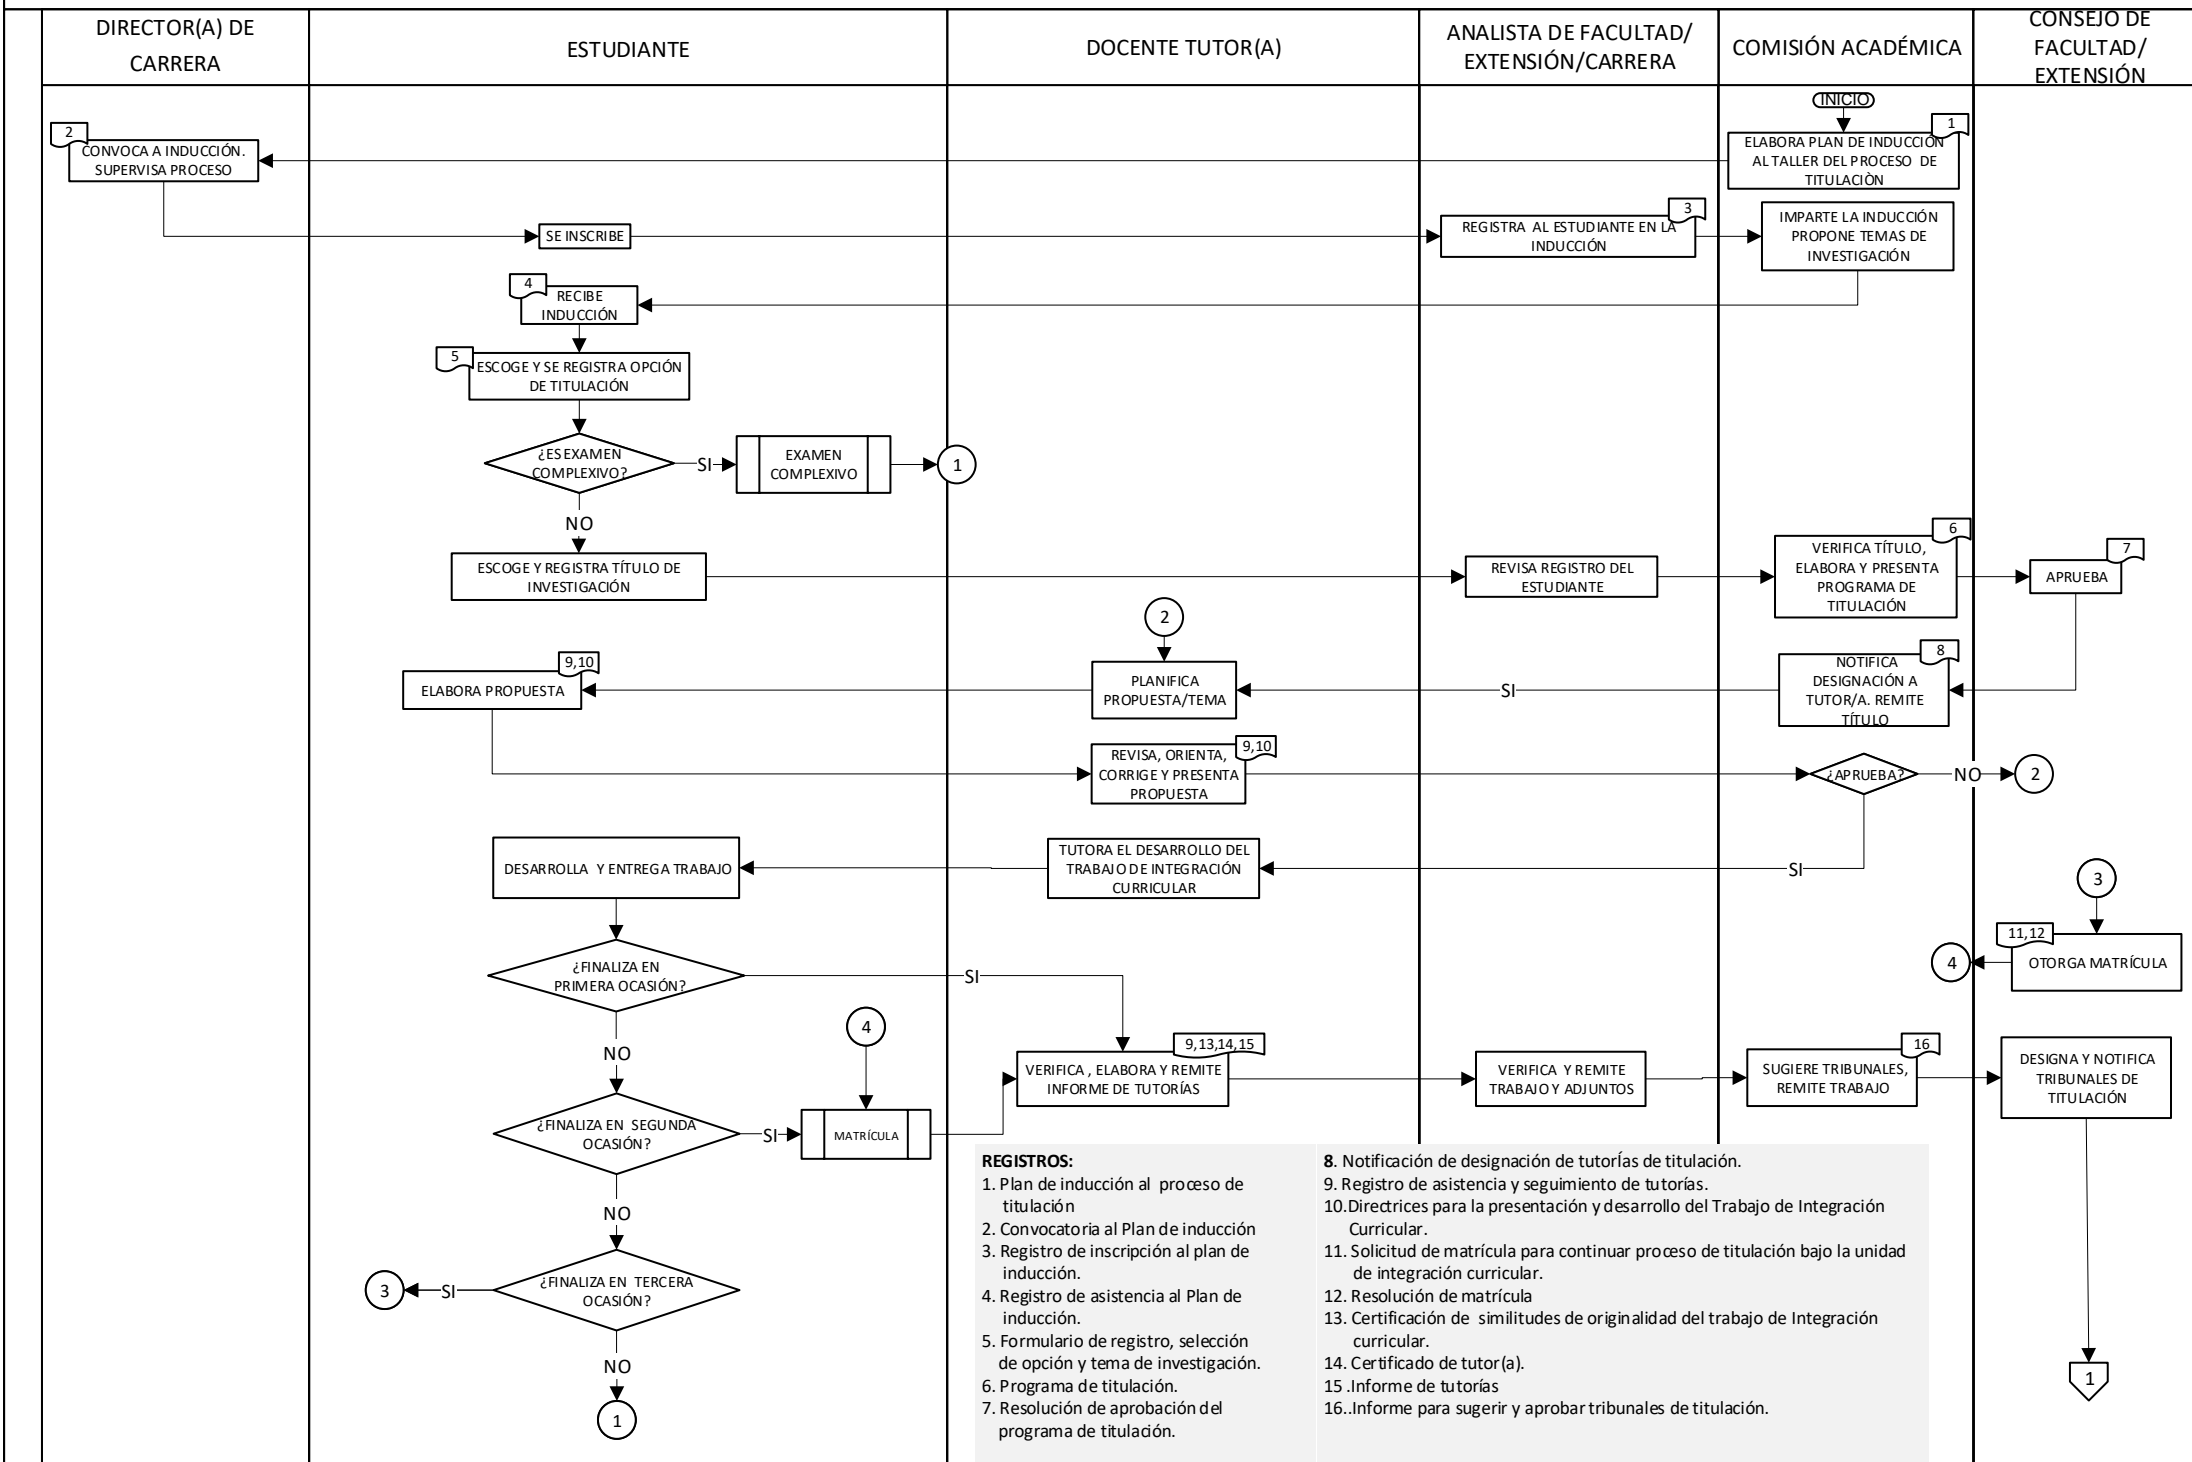 DIRECTOR(A) DE
CARRERA
ESTUDIANTE
DOCENTE TUTOR(A)
ANALISTA DE FACULTAD/
EXTENSIÓN/CARRERA
COMISIÓN ACADÉMICA
CONSEJO DE
FACULTAD/
EXTENSIÓN
INICIO
2
CONVOCA A INDUCCIÓN.
SUPERVISA PROCESO
1
ELABORA PLAN DE INDUCCIÓN
AL TALLER DEL PROCESO DE
TITULACIÒN
SE INSCRIBE
3
REGISTRA AL ESTUDIANTE EN LA
INDUCCIÓN
IMPARTE LA INDUCCIÓN
PROPONE TEMAS DE
INVESTIGACIÓN
4
RECIBE
INDUCCIÓN
5
ESCOGE Y SE REGISTRA OPCIÓN
DE TITULACIÓN
¿ES EXAMEN
COMPLEXIVO?
SI
EXAMEN
COMPLEXIVO
1
NO
ESCOGE Y REGISTRA TÍTULO DE
INVESTIGACIÓN
REVISA REGISTRO DEL
ESTUDIANTE
6
VERIFICA TÍTULO,
ELABORA Y PRESENTA
PROGRAMA DE
TITULACIÓN
7
APRUEBA
2
9,10
ELABORA PROPUESTA
PLANIFICA
PROPUESTA/TEMA
SI
8
NOTIFICA
DESIGNACIÓN A
TUTOR/A. REMITE
TÍTULO
9,10
REVISA, ORIENTA,
CORRIGE Y PRESENTA
PROPUESTA
¿APRUEBA?
NO
2
DESARROLLA Y ENTREGA TRABAJO
TUTORA EL DESARROLLO DEL
TRABAJO DE INTEGRACIÓN
CURRICULAR
SI
3
11,12
OTORGA MATRÍCULA
4
¿FINALIZA EN
PRIMERA OCASIÓN?
SI
NO
4
9,13,14,15
VERIFICA , ELABORA Y REMITE
INFORME DE TUTORÍAS
VERIFICA Y REMITE
TRABAJO Y ADJUNTOS
16
SUGIERE TRIBUNALES,
REMITE TRABAJO
DESIGNA Y NOTIFICA
TRIBUNALES DE
TITULACIÓN
¿FINALIZA EN SEGUNDA
OCASIÓN?
SI
MATRÍCULA
NO
¿FINALIZA EN TERCERA
OCASIÓN?
SI
3
NO
1
1
REGISTROS:
1. Plan de inducción al proceso de
titulación
2. Convocatoria al Plan de inducción
3. Registro de inscripción al plan de
inducción.
4. Registro de asistencia al Plan de
inducción.
5. Formulario de registro, selección
de opción y tema de investigación.
6. Programa de titulación.
7. Resolución de aprobación del
programa de titulación.
8. Notificación de designación de tutorÍas de titulación.
9. Registro de asistencia y seguimiento de tutorías.
10.Directrices para la presentación y desarrollo del Trabajo de Integración
Curricular.
11. Solicitud de matrícula para continuar proceso de titulación bajo la unidad
de integración curricular.
12. Resolución de matrícula
13. Certificación de similitudes de originalidad del trabajo de Integración
curricular.
14. Certificado de tutor(a).
15 .Informe de tutorías
16..Informe para sugerir y aprobar tribunales de titulación.